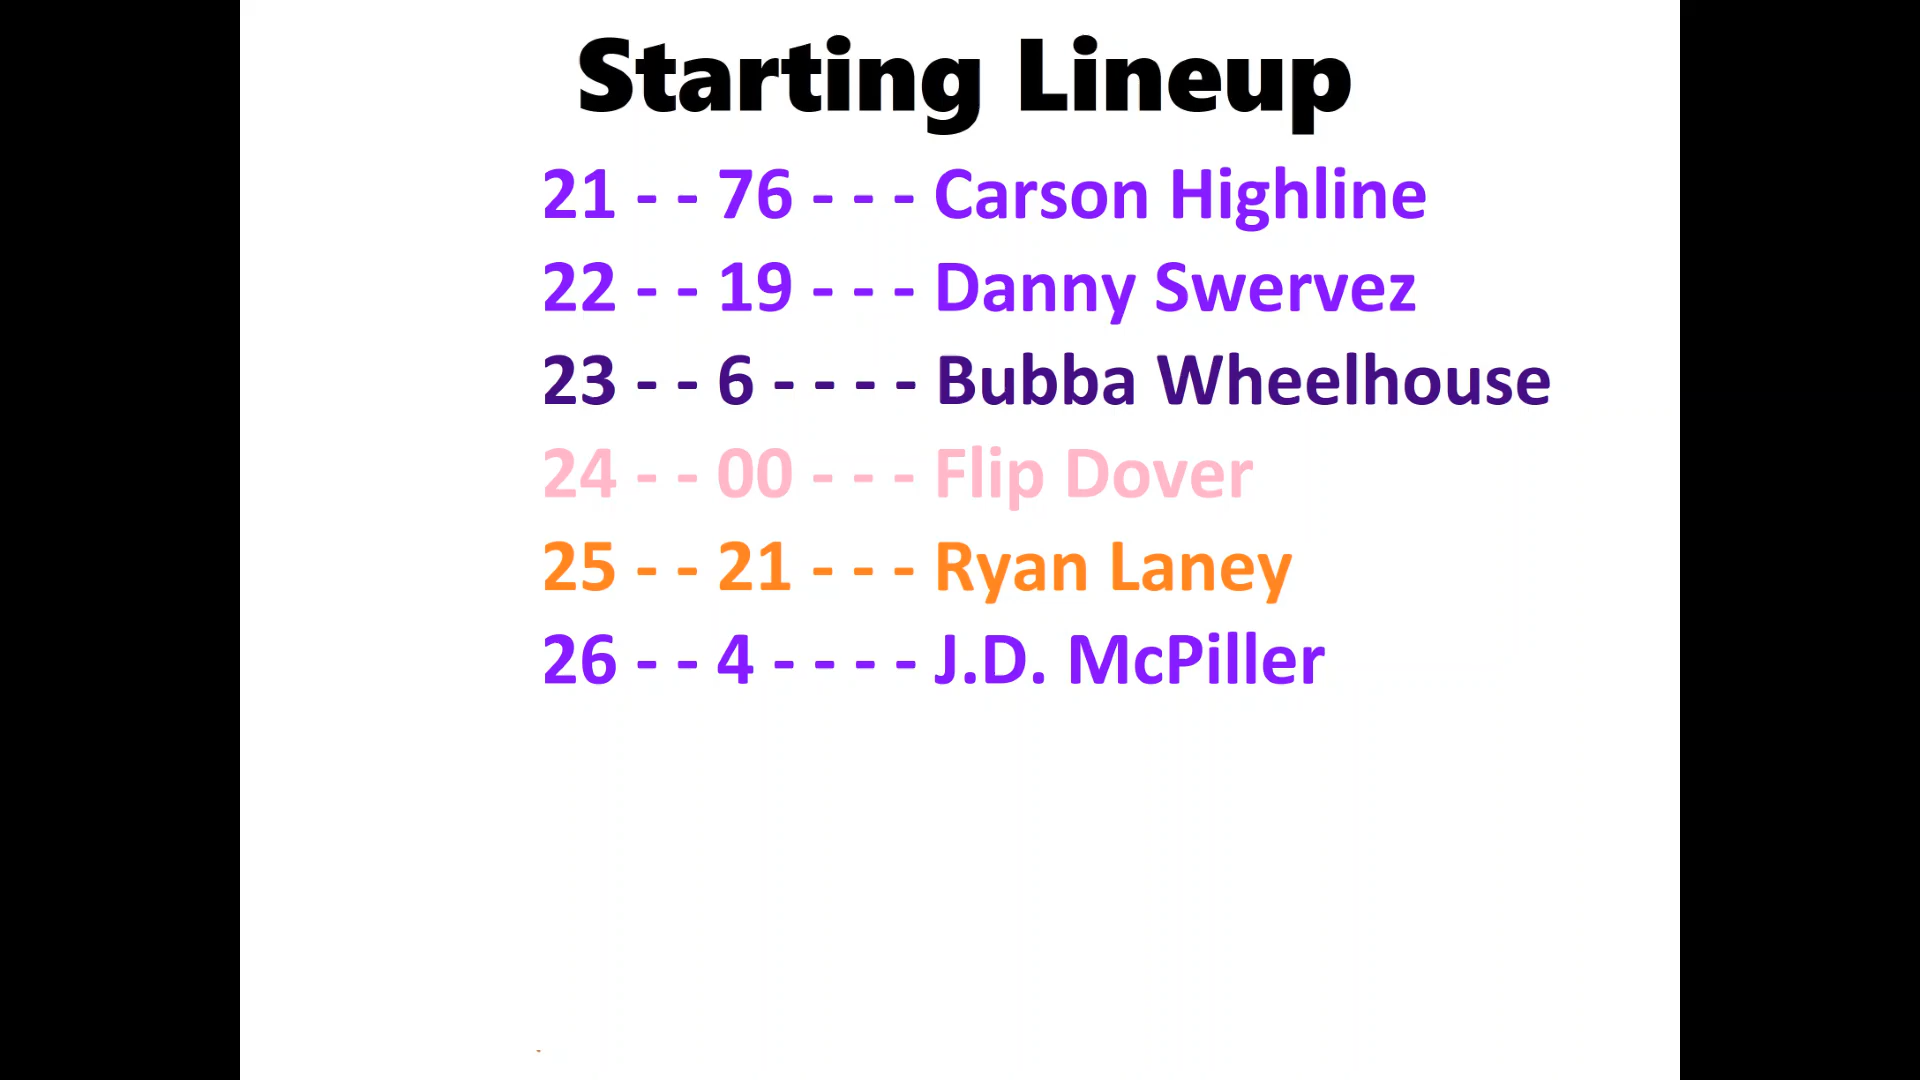 Starting Lineup
21 - - 76 - - - Carson Highline
22 - - 19 - - - Danny Swervez
23 - - 6 - - - - Bubba Wheelhouse
24 - - 00 - - - Flip Dover
25 - - 21 - - - Ryan Laney
26 - - 4 - - - - J.D. McPiller